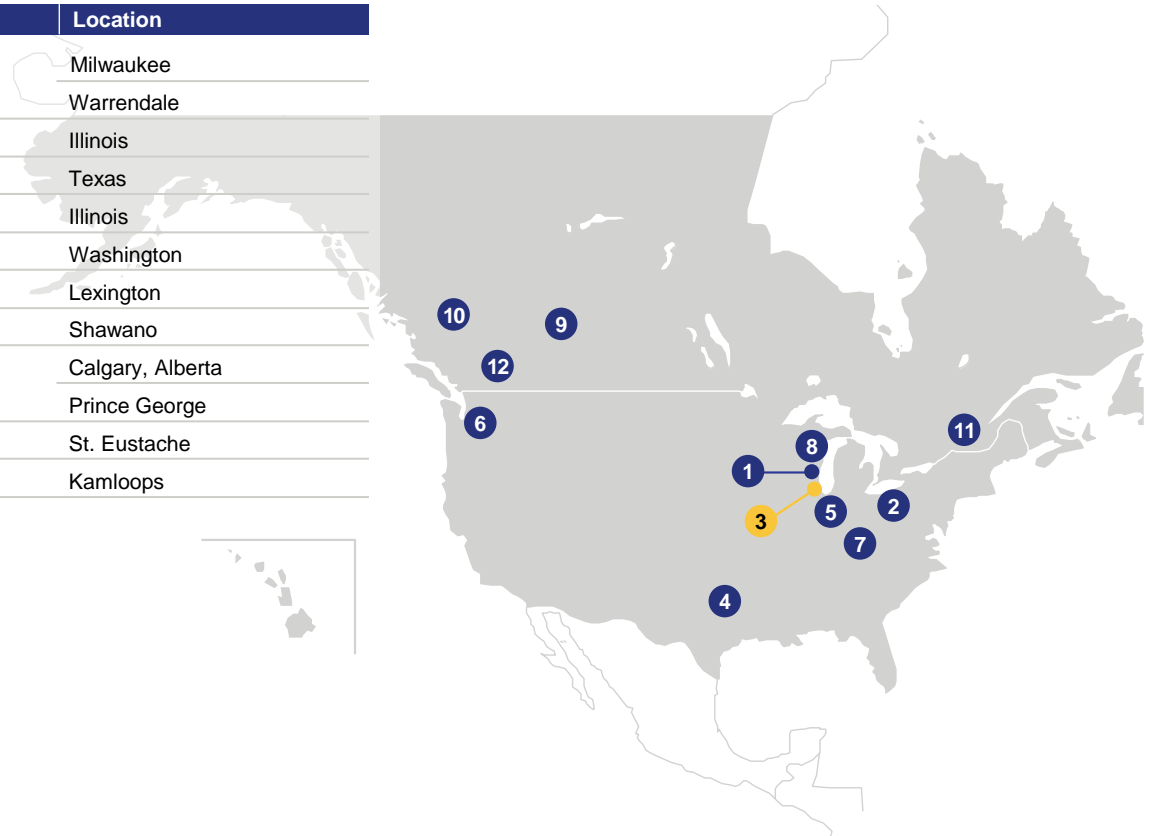 Location
Milwaukee
Warrendale
Illinois
Texas
Illinois
Washington
Lexington
Shawano
Calgary, Alberta
Prince George
St. Eustache
Kamloops
10
9
12
6
11
8
1
2
5
3
7
4